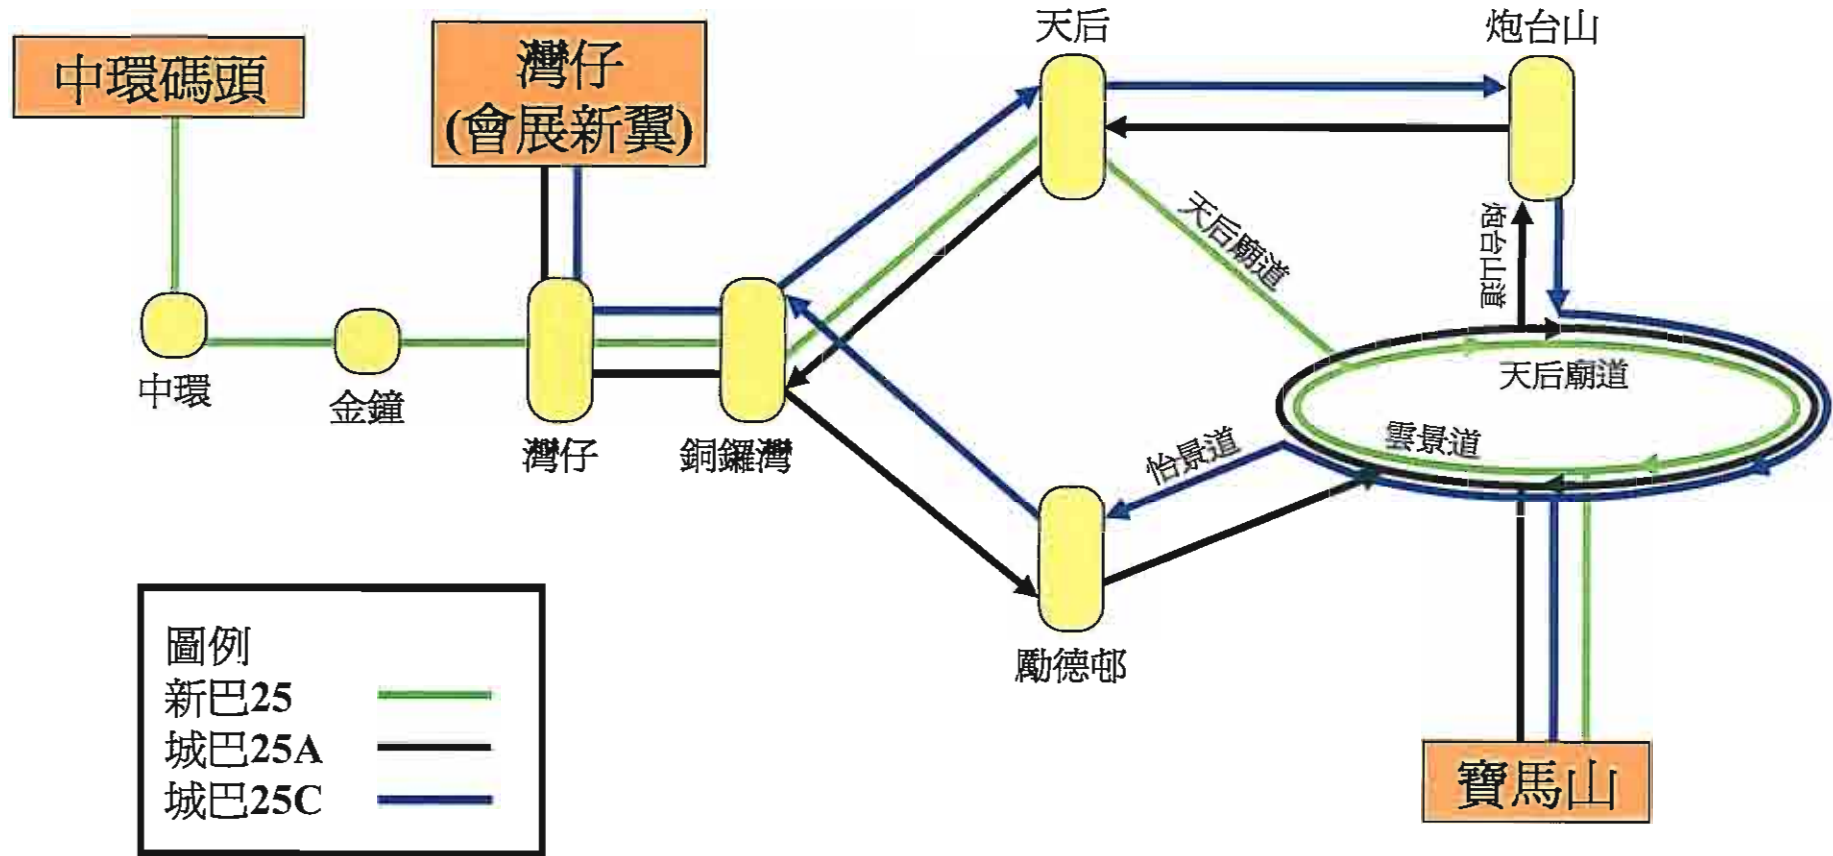 天后
炮台山
中環碼頭
灣仔
(會展新翼)
天后廟道
炮台山道
中環
金鐘
灣仔
銅鑼灣
天后廟道
雲景道
怡景道
勵德邨
寶馬山
圖例
新巴25
城巴25A
城巴25C